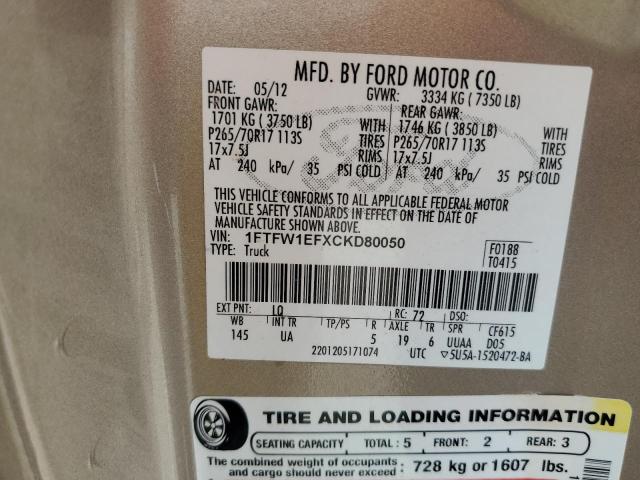 MFD. BY FORD MOTOR CO.
DATE: 05/12 GVWR: 3334 KG ( 7350 LB)
FRONT GAWR: REAR GAWR:
1701 KG ( 3750 LB) WITH 1746 KG ( 3850 LB) WITH
P265/70R17 113S TIRES P265/70R17 113S TIRES
17x7.5J RIMS 17x7.5J RIMS
AT 240 kPa/ 35 PSI COLD AT 240 kPa/ 35 PSI COLD
Ford
THIS VEHICLE CONFORMS TO ALL APPLICABLE FEDERAL MOTOR
VEHICLE SAFETY STANDARDS IN EFFECT ON THE DATE OF
MANUFACTURE SHOWN ABOVE.
VIN: 1FTFW1EFXCKD80050 F0188
TYPE: Truck T0415
EXT PNT: LQ RC: 72 DSO:
WB INT TR TP/PS R AXLE TR SPR CF615
145 UA 5 19 6 UUAA D05
2201205171074 UTC ▽5U5A-1520472-BA
TIRE AND LOADING INFORMATION
SEATING CAPACITY TOTAL : 5 FRONT: 2 REAR: 3
The combined weight of occupants
and cargo should never exceed 728 kg or 1607 lbs.